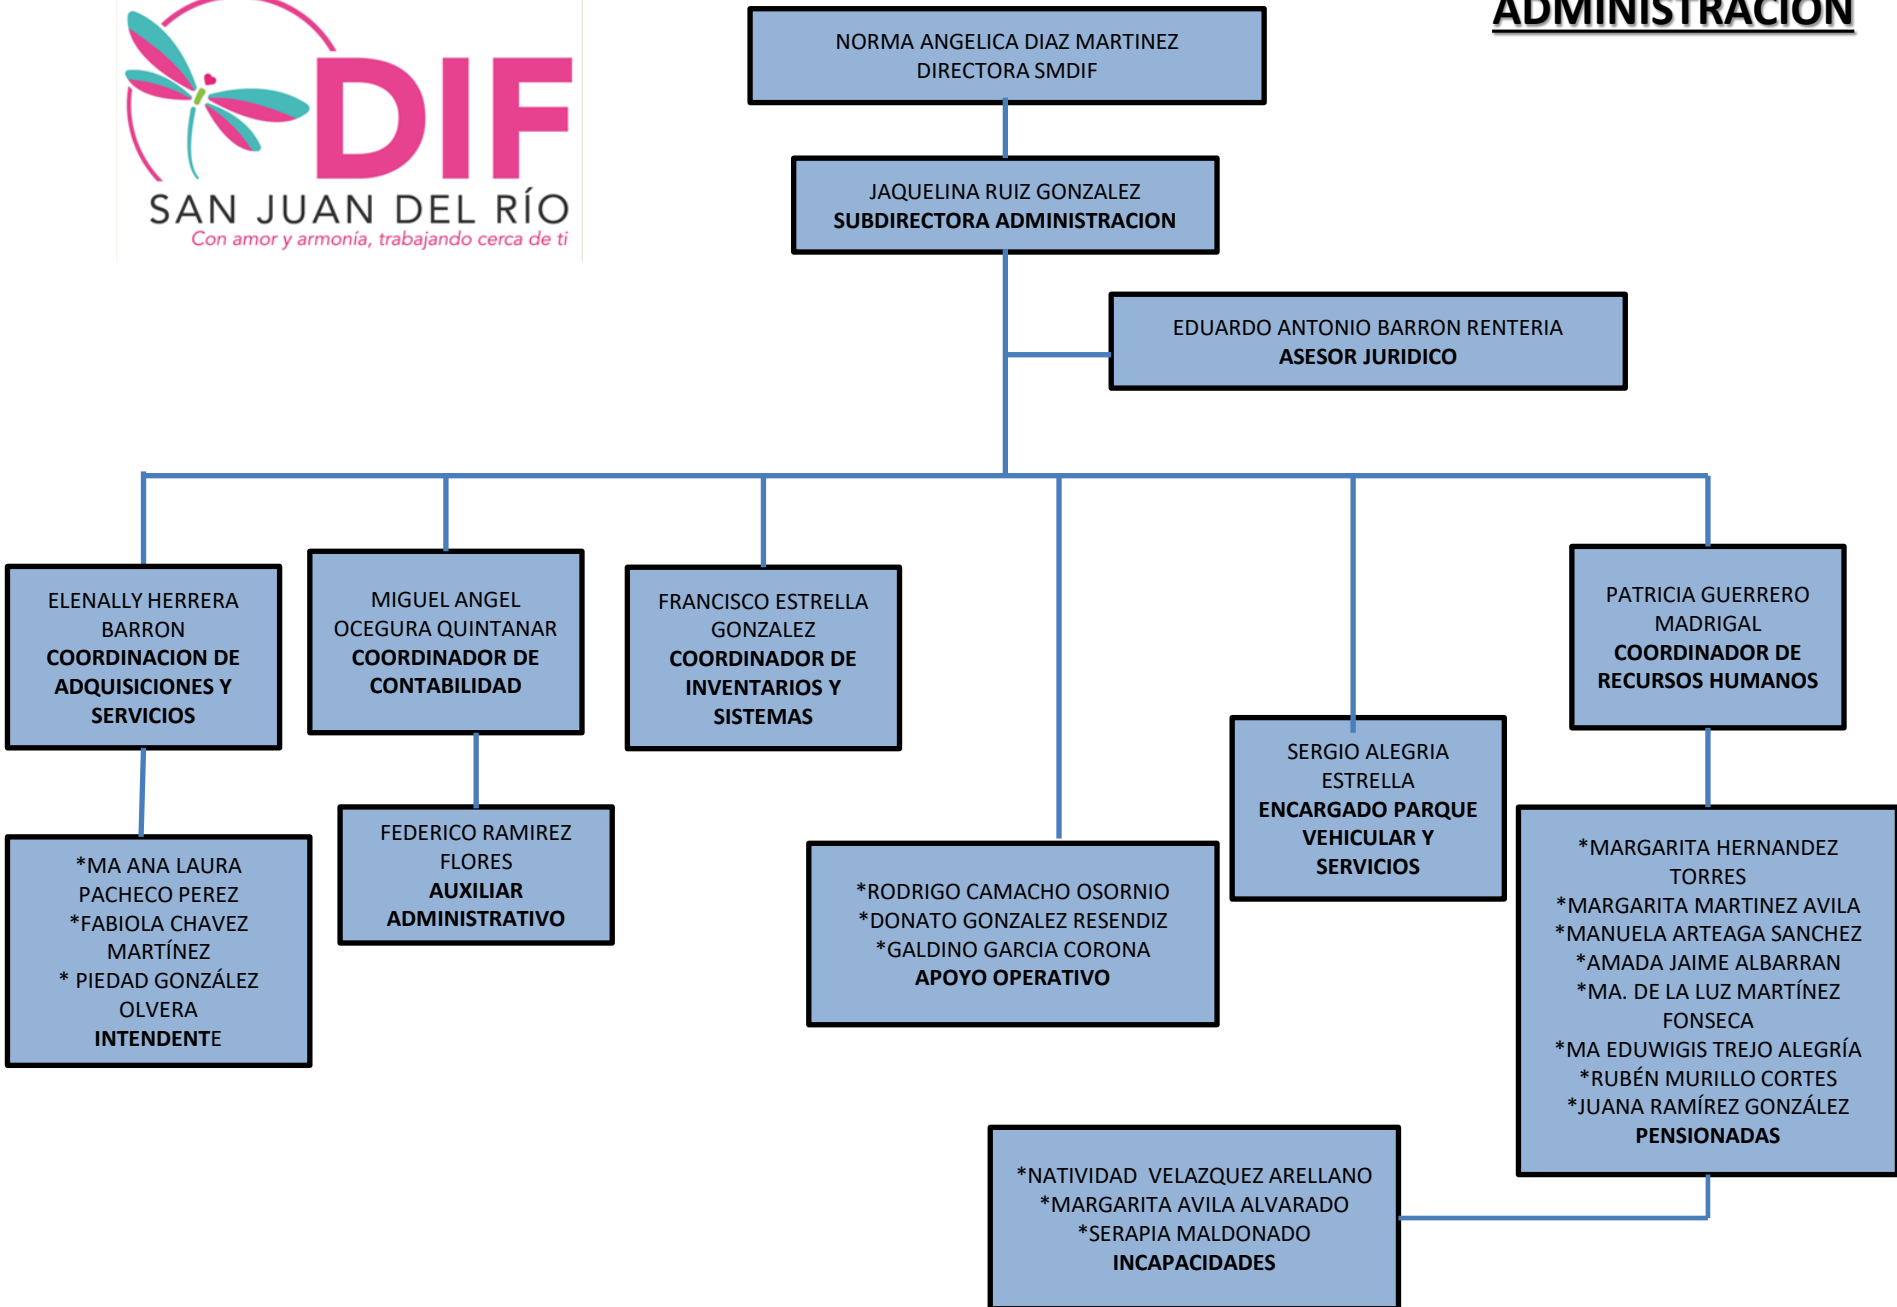 ADMINISTRACION
DIF
SAN JUAN DEL RÍO
Con amor y armonía, trabajando cerca de ti
NORMA ANGELICA DIAZ MARTINEZ
DIRECTORA SMDIF
JAQUELINA RUIZ GONZALEZ
SUBDIRECTORA ADMINISTRACION
EDUARDO ANTONIO BARRON RENTERIA
ASESOR JURIDICO
ELENALLY HERRERA
BARRON
COORDINACION DE
ADQUISICIONES Y
SERVICIOS
MIGUEL ANGEL
OCEGURA QUINTANAR
COORDINADOR DE
CONTABILIDAD
FRANCISCO ESTRELLA
GONZALEZ
COORDINADOR DE
INVENTARIOS Y
SISTEMAS
PATRICIA GUERRERO
MADRIGAL
COORDINADOR DE
RECURSOS HUMANOS
SERGIO ALEGRIA
ESTRELLA
ENCARGADO PARQUE
VEHICULAR Y
SERVICIOS
*MA ANA LAURA
PACHECO PEREZ
*FABIOLA CHAVEZ
MARTÍNEZ
* PIEDAD GONZÁLEZ
OLVERA
INTENDENTE
FEDERICO RAMIREZ
FLORES
AUXILIAR
ADMINISTRATIVO
*RODRIGO CAMACHO OSORNIO
*DONATO GONZALEZ RESENDIZ
*GALDINO GARCIA CORONA
APOYO OPERATIVO
*MARGARITA HERNANDEZ
TORRES
*MARGARITA MARTINEZ AVILA
*MANUELA ARTEAGA SANCHEZ
*AMADA JAIME ALBARRAN
*MA. DE LA LUZ MARTÍNEZ
FONSECA
*MA EDUWIGIS TREJO ALEGRÍA
*RUBÉN MURILLO CORTES
*JUANA RAMÍREZ GONZÁLEZ
PENSIONADAS
*NATIVIDAD  VELAZQUEZ ARELLANO
*MARGARITA AVILA ALVARADO
*SERAPIA MALDONADO
INCAPACIDADES